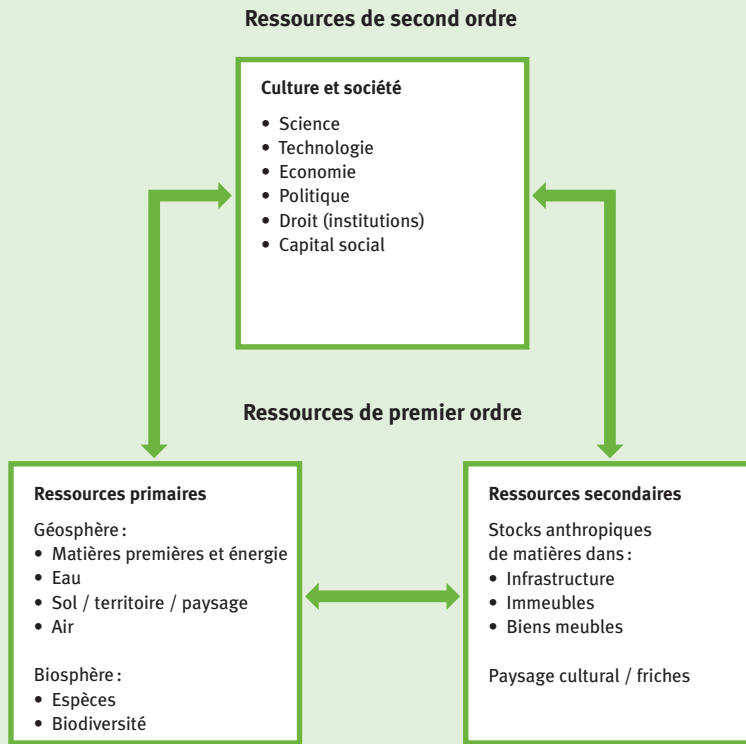 Ressources de second ordre
Culture et société
• Science
• Technologie
• Economie
• Politique
• Droit (institutions)
• Capital social
Ressources de premier ordre
Ressources primaires
Géosphère :
• Matières premières et énergie
• Eau
• Sol / territoire / paysage
• Air
Biosphère :
• Espèces
• Biodiversité
Ressources secondaires
Stocks anthropiques
de matières dans :
• Infrastructure
• Immeubles
• Biens meubles
Paysage cultural / friches